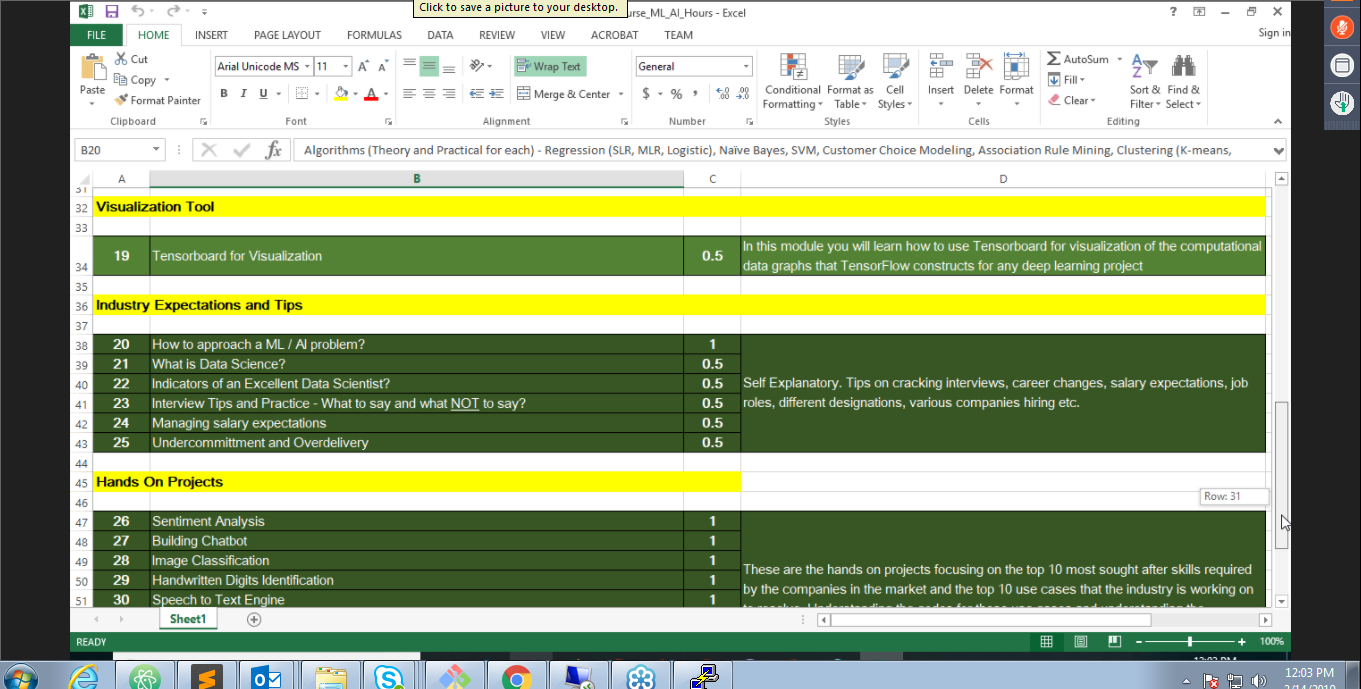 Click to save a picture to your desktop.
urse_ML_AI_Hours - Excel
Sign in
FILE HOME INSERT PAGE LAYOUT FORMULAS DATA REVIEW VIEW ACROBAT TEAM
Cut
Copy
Format Painter
Paste
Clipboard
Arial Unicode MS 11
B I U
Font
Wrap Text
Merge & Center
Alignment
General
$ % ,
Number
Conditional Formatting
Format as Table
Cell Styles
Styles
Insert Delete Format
Cells
AutoSum
Fill
Clear
Sort & Filter
Find & Select
Editing
B20
fx
Algorithms (Theory and Practical for each) - Regression (SLR, MLR, Logistic), Naïve Bayes, SVM, Customer Choice Modeling, Association Rule Mining, Clustering (K-means,
A B C D
31
32 Visualization Tool
33
34 19 Tensorboard for Visualization 0.5
In this module you will learn how to use Tensorboard for visualization of the computational
data graphs that TensorFlow constructs for any deep learning project
35
36 Industry Expectations and Tips
37
38 20 How to approach a ML / AI problem? 1
39 21 What is Data Science? 0.5
40 22 Indicators of an Excellent Data Scientist? 0.5
41 23 Interview Tips and Practice - What to say and what NOT to say? 0.5
42 24 Managing salary expectations 0.5
43 25 Undercommittment and Overdelivery 0.5
Self Explanatory. Tips on cracking interviews, career changes, salary expectations, job
roles, different designations, various companies hiring etc.
44
45 Hands On Projects
46
Row: 31
47 26 Sentiment Analysis 1
48 27 Building Chatbot 1
49 28 Image Classification 1
50 29 Handwritten Digits Identification 1
51 30 Speech to Text Engine 1
These are the hands on projects focusing on the top 10 most sought after skills required
by the companies in the market and the top 10 use cases that the industry is working on
Sheet1
READY
100%
12:03 PM